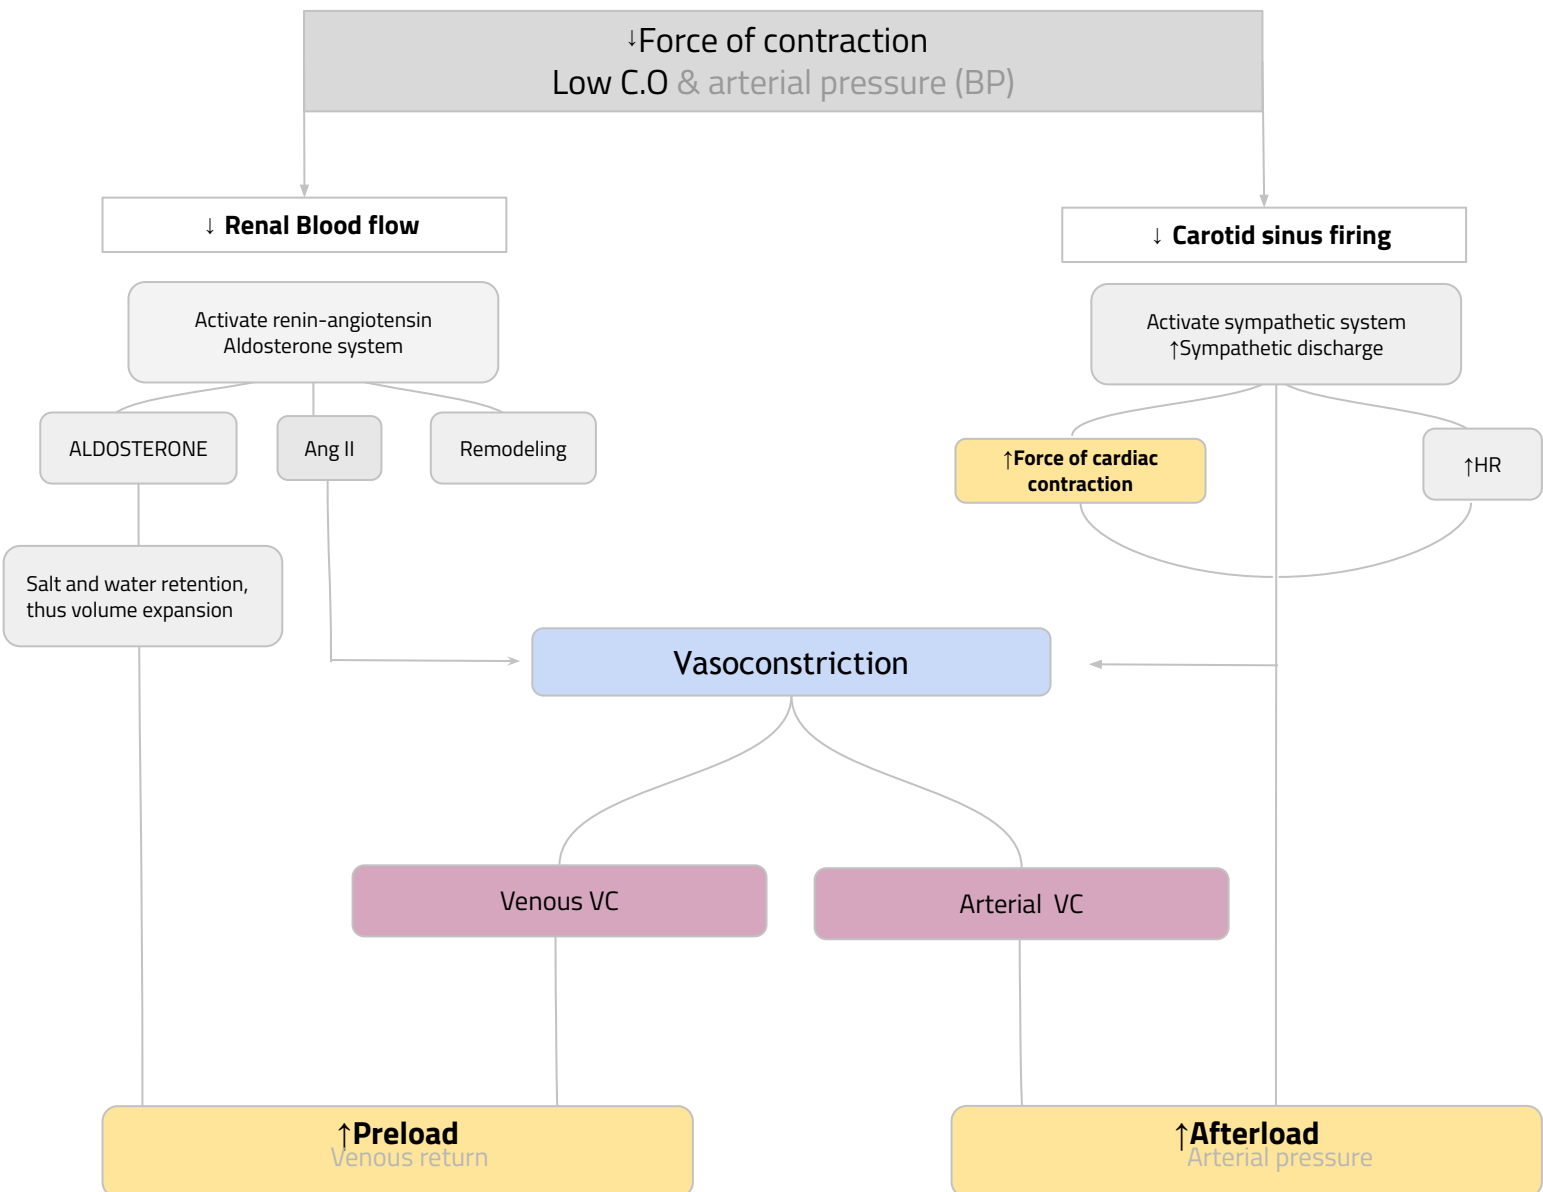 ↓Force of contraction
Low C.O & arterial pressure (BP)
↓ Renal Blood flow
↓ Carotid sinus firing
Activate renin-angiotensin
Aldosterone system
Activate sympathetic system
↑Sympathetic discharge
ALDOSTERONE
Ang II
Remodeling
↑Force of cardiac
contraction
↑HR
Salt and water retention,
thus volume expansion
Vasoconstriction
Venous VC
Arterial VC
↑Preload
Venous return
↑Afterload
Arterial pressure